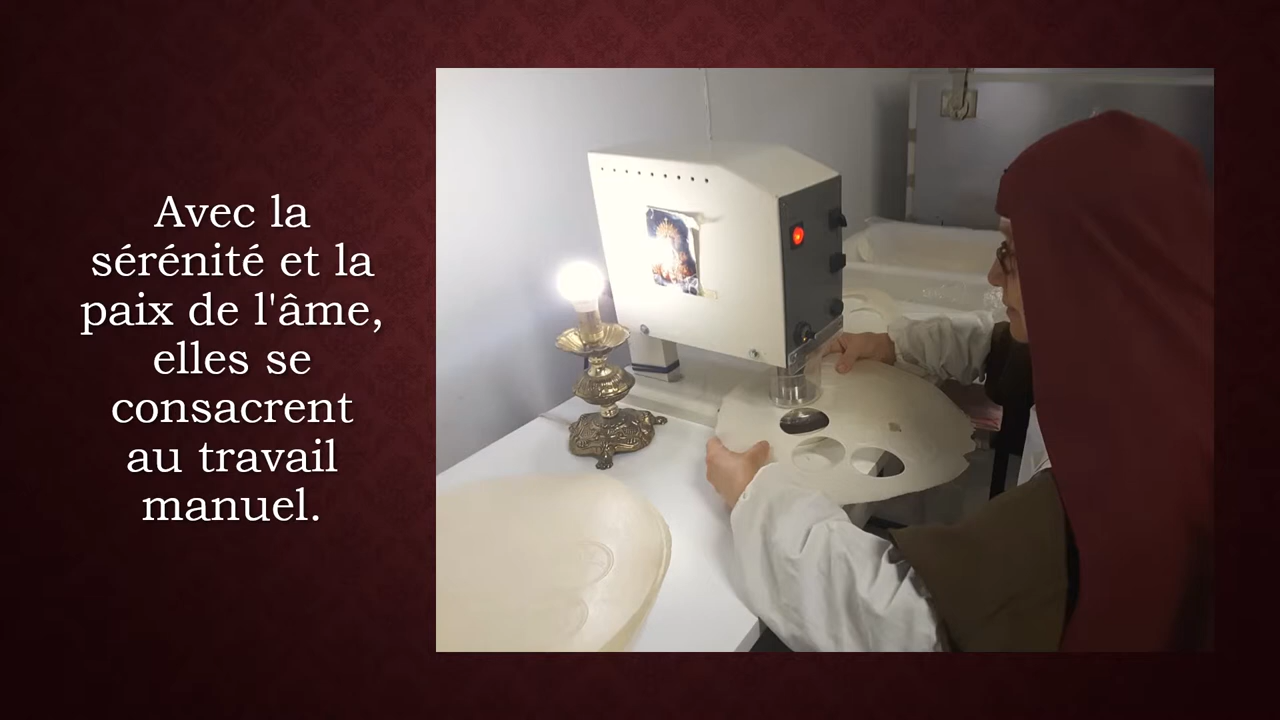 Avec la
sérénité et la
paix de l'âme,
elles se
consacrent
au travail
manuel.